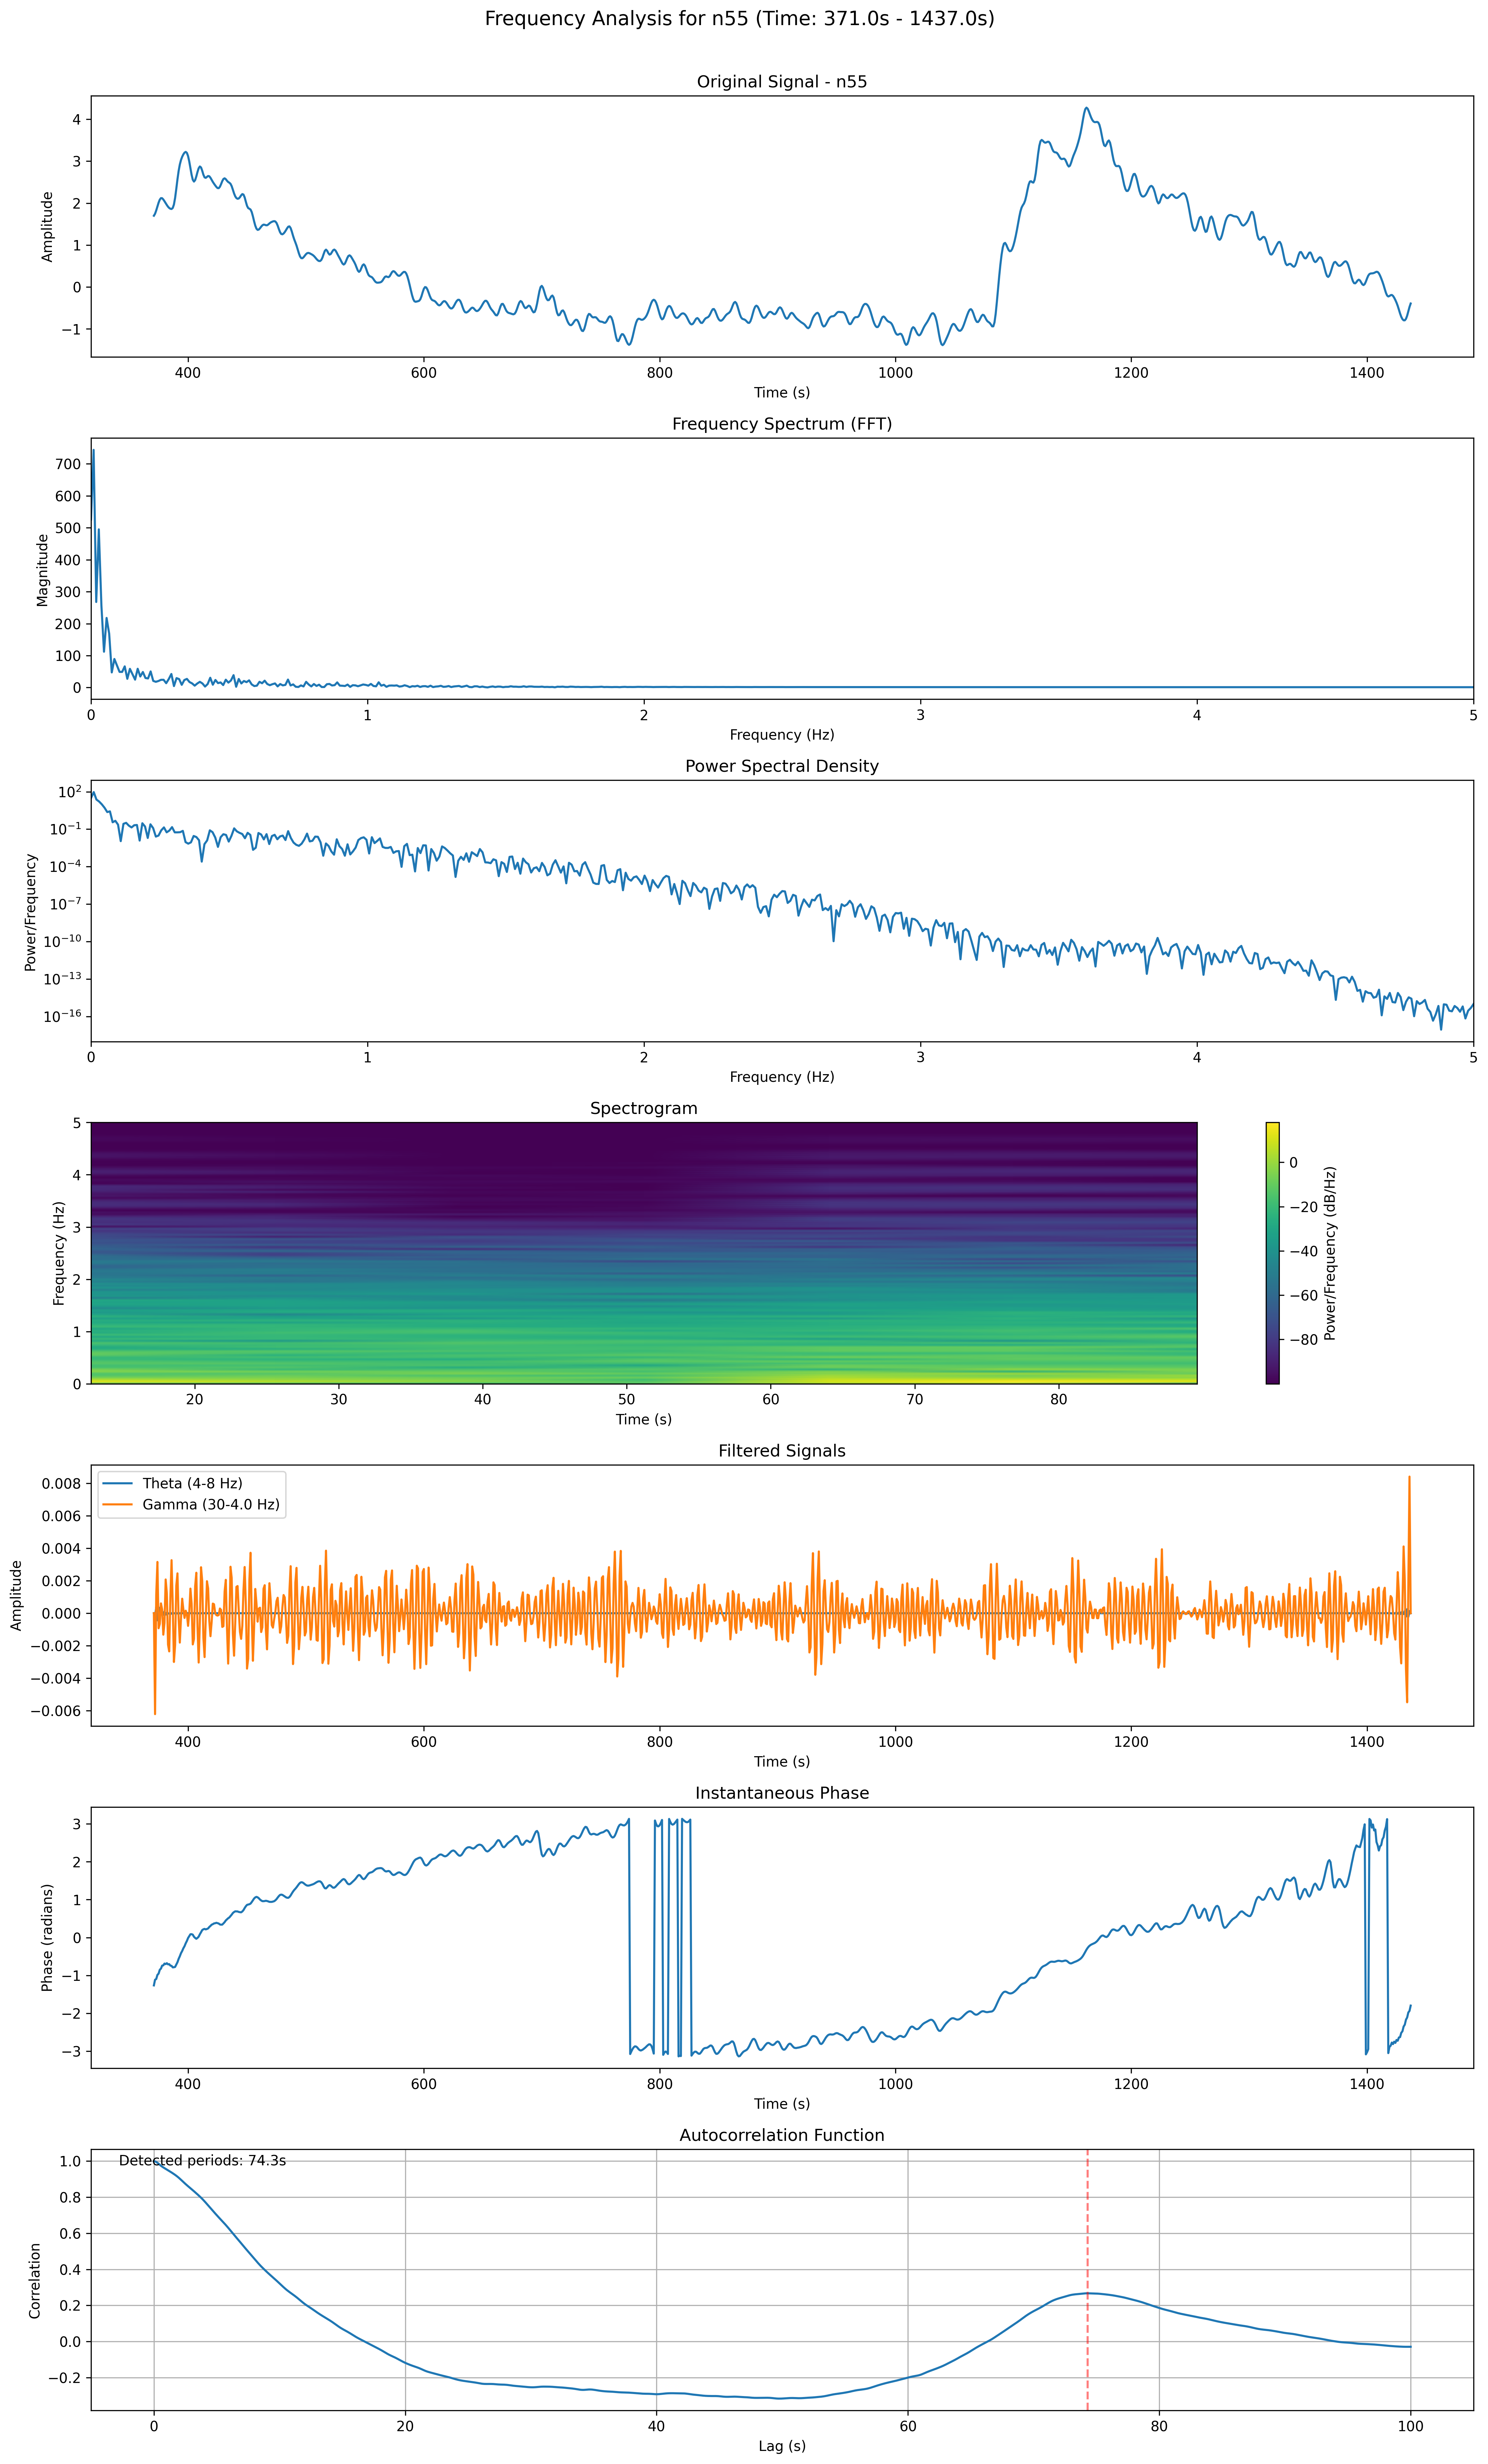 Frequency Analysis for n55 (Time: 371.0s - 1437.0s)
Original Signal - n55
4
3
2
1
0
−1
Amplitude
400 600 800 1000 1200 1400
Time (s)
Frequency Spectrum (FFT)
700
600
500
400
300
200
100
0
Magnitude
0 1 2 3 4 5
Frequency (Hz)
Power Spectral Density
10²
10⁻¹
10⁻⁴
10⁻⁷
10⁻¹⁰
10⁻¹³
10⁻¹⁶
Power/Frequency
0 1 2 3 4 5
Frequency (Hz)
Spectrogram
5
4
3
2
1
0
Frequency (Hz)
20 30 40 50 60 70 80
Time (s)
0
−20
−40
−60
−80
Power/Frequency (dB/Hz)
Filtered Signals
Theta (4-8 Hz)
Gamma (30-4.0 Hz)
0.008
0.006
0.004
0.002
0.000
−0.002
−0.004
−0.006
Amplitude
400 600 800 1000 1200 1400
Time (s)
Instantaneous Phase
3
2
1
0
−1
−2
−3
Phase (radians)
400 600 800 1000 1200 1400
Time (s)
Autocorrelation Function
Detected periods: 74.3s
1.0
0.8
0.6
0.4
0.2
0.0
−0.2
Correlation
0 20 40 60 80 100
Lag (s)